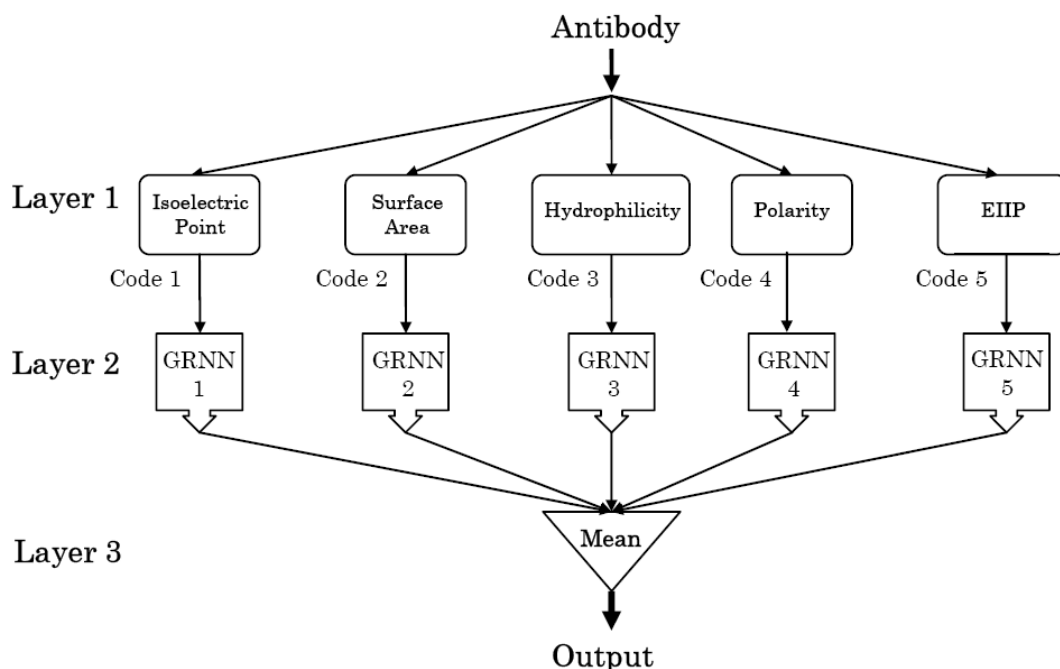 Antibody
Layer 1
Isoelectric
Point
Surface
Area
Hydrophilicity
Polarity
EIIP
Code 1
Code 2
Code 3
Code 4
Code 5
Layer 2
GRNN
1
GRNN
2
GRNN
3
GRNN
4
GRNN
5
Layer 3
Mean
Output